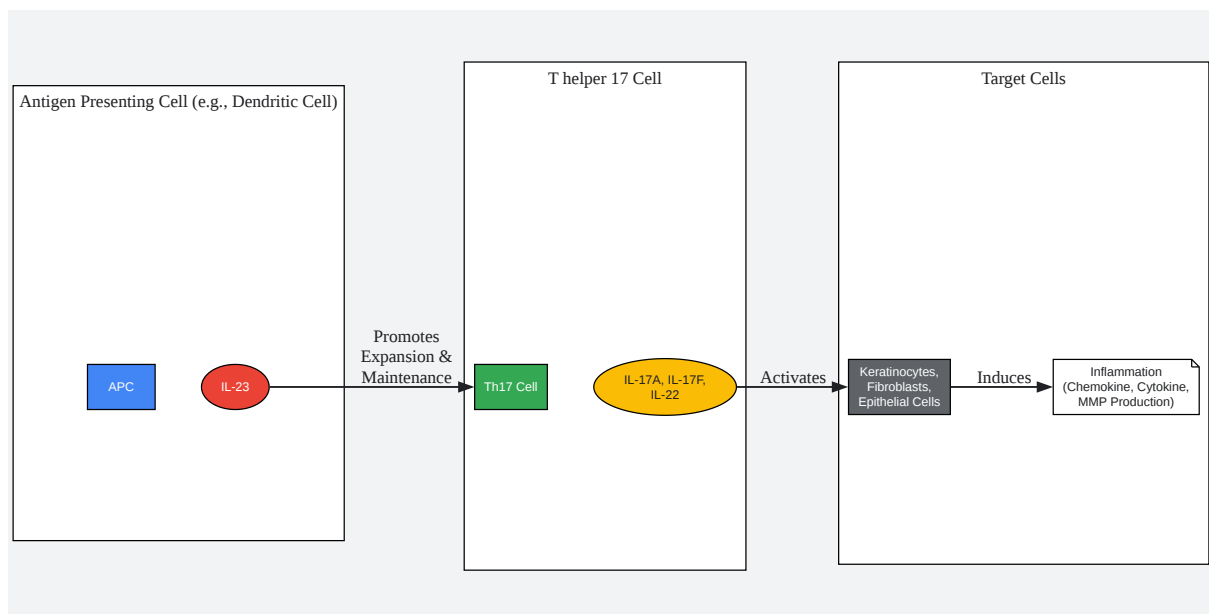 Antigen Presenting Cell (e.g., Dendritic Cell)
APC
IL-23
Promotes
Expansion &
Maintenance
T helper 17 Cell
Th17 Cell
IL-17A, IL-17F,
IL-22
Activates
Target Cells
Keratinocytes,
Fibroblasts,
Epithelial Cells
Induces
Inflammation
(Chemokine, Cytokine,
MMP Production)